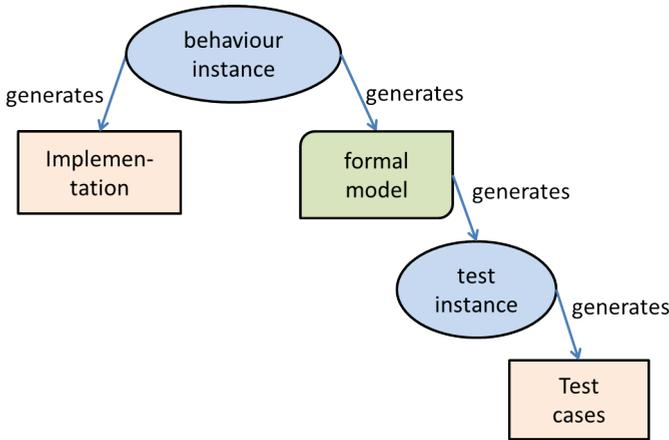 behaviour
instance
generates
generates
Implemen-
tation
formal
model
generates
test
instance
generates
Test
cases